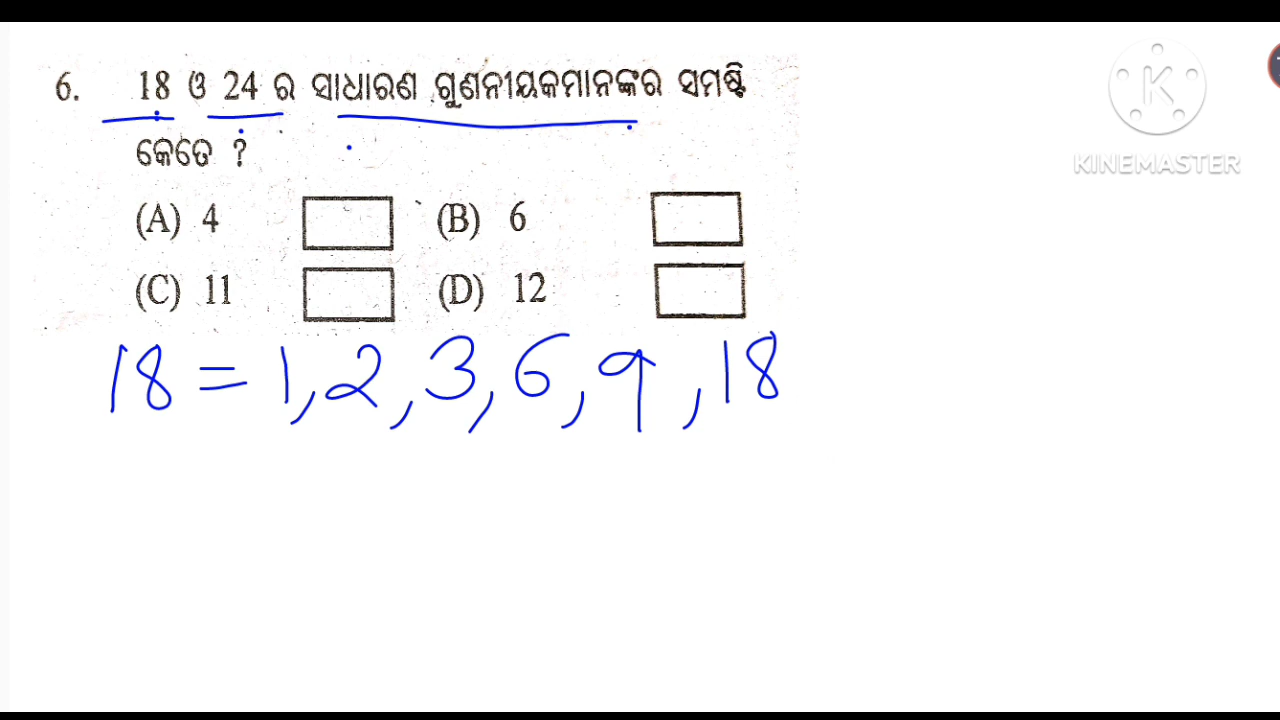 6. 18 ଓ 24 ର ସାଧାରଣ ଗୁଣନୀୟକମାନଙ୍କର ସମଷ୍ଟି
କେତେ ?
(A) 4 (B) 6
(C) 11 (D) 12
18 = 1, 2, 3, 6, 9, 18
KINEMASTER